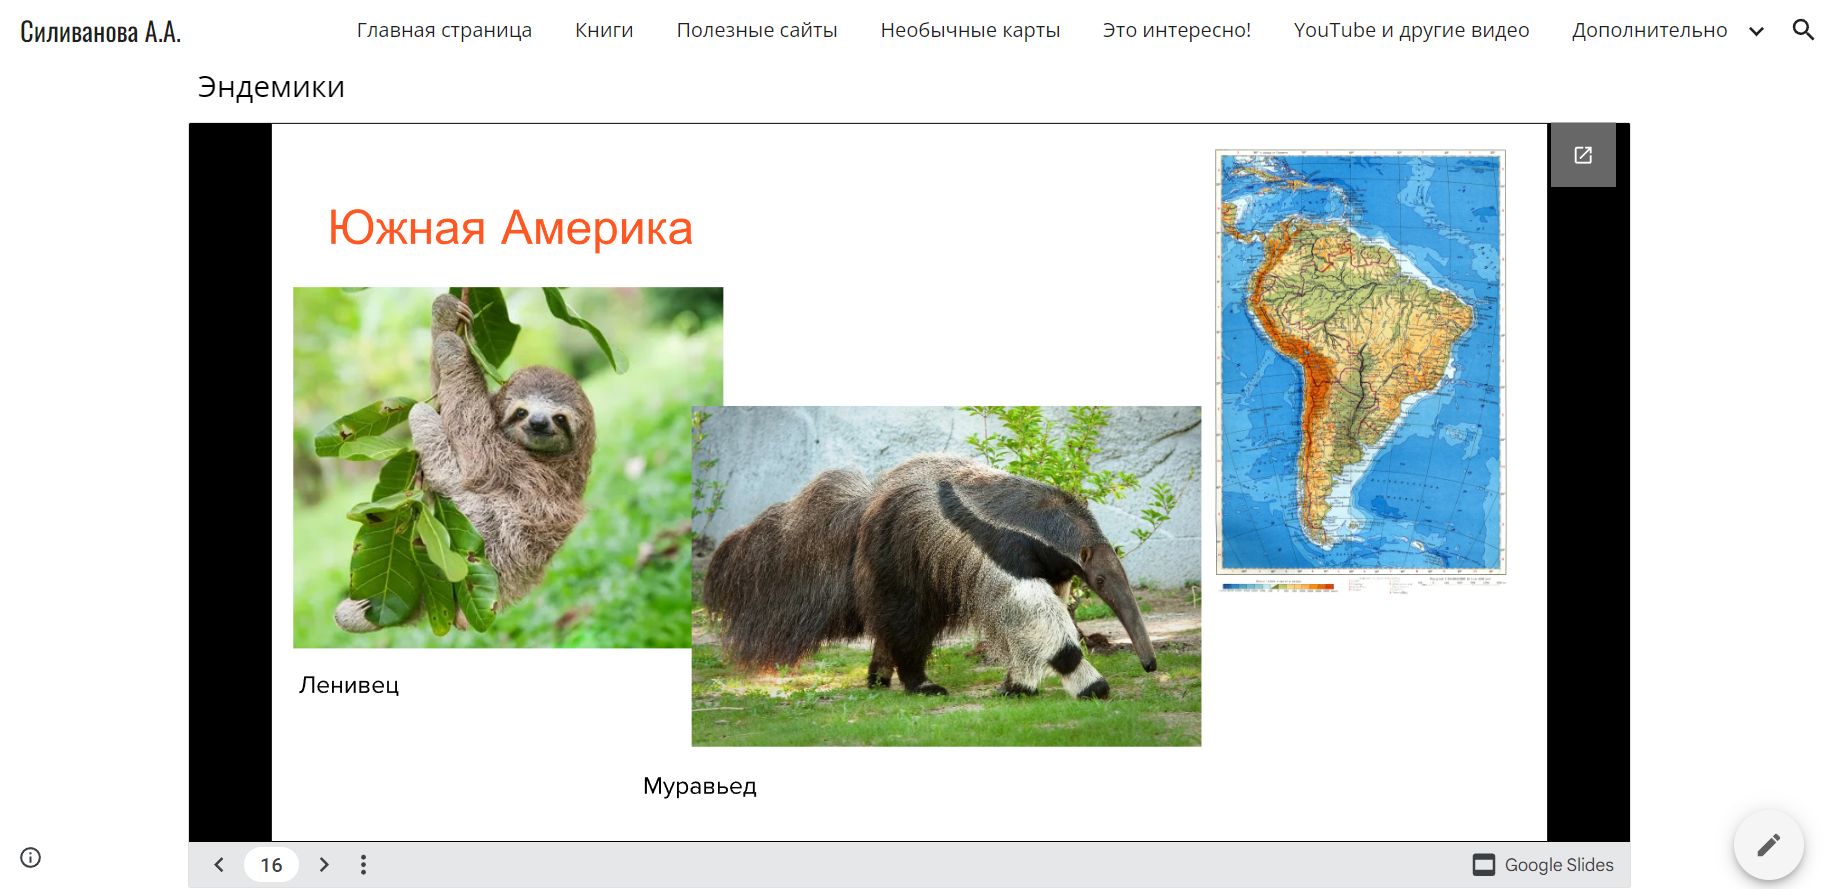 Силиванова А.А.
Главная страница Книги Полезные сайты Необычные карты Это интересно! YouTube и другие видео Дополнительно
Эндемики
Южная Америка
Ленивец
Муравьед
16
Google Slides